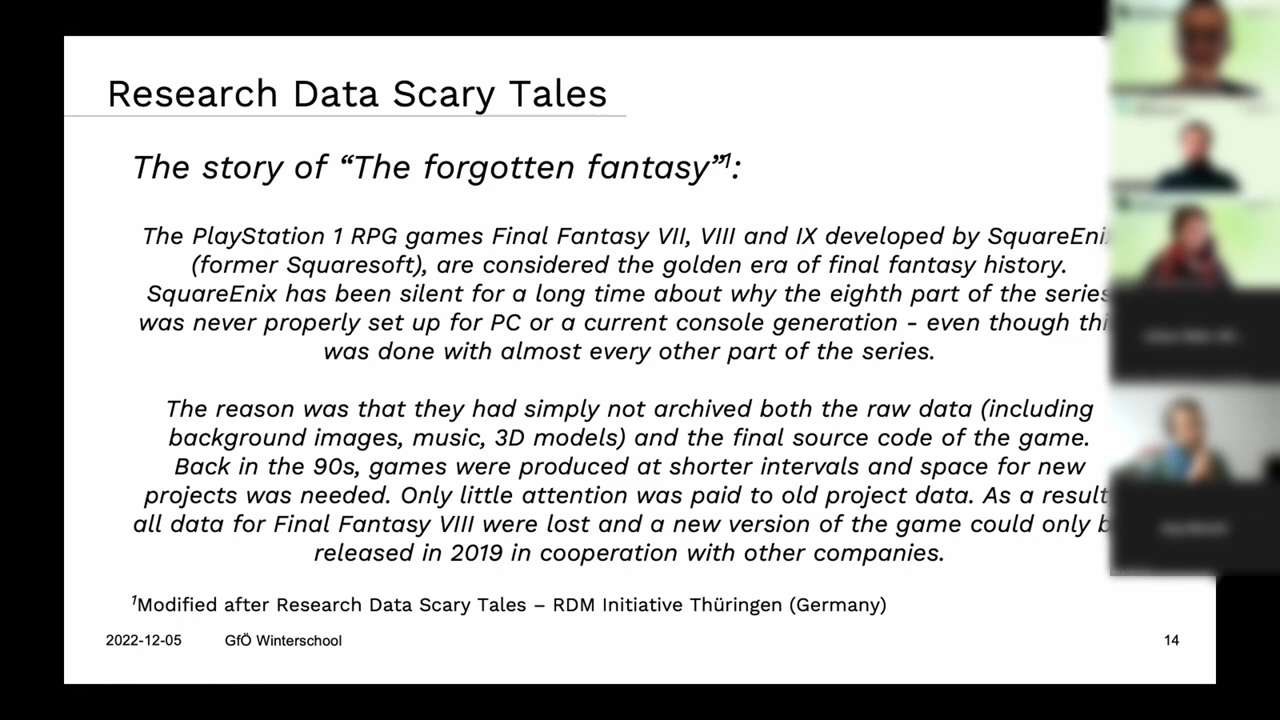 Research Data Scary Tales
The story of “The forgotten fantasy”¹:
The PlayStation 1 RPG games Final Fantasy VII, VIII and IX developed by SquareEni
(former Squaresoft), are considered the golden era of final fantasy history.
SquareEnix has been silent for a long time about why the eighth part of the series
was never properly set up for PC or a current console generation - even though thi
was done with almost every other part of the series.
The reason was that they had simply not archived both the raw data (including
background images, music, 3D models) and the final source code of the game.
Back in the 90s, games were produced at shorter intervals and space for new
projects was needed. Only little attention was paid to old project data. As a result
all data for Final Fantasy VIII were lost and a new version of the game could only b
released in 2019 in cooperation with other companies.
¹Modified after Research Data Scary Tales – RDM Initiative Thüringen (Germany)
2022-12-05 GfÖ Winterschool 14